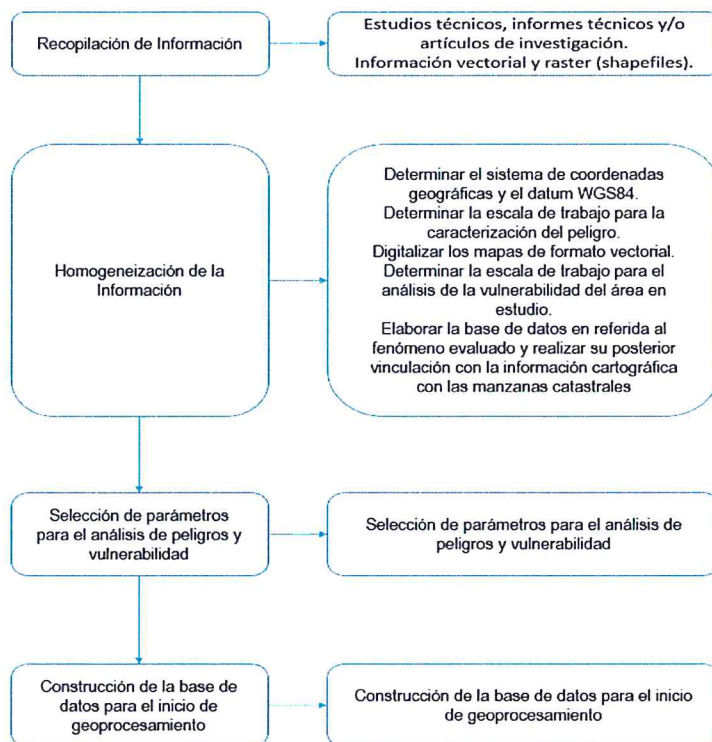 Recopilación de Información
Estudios técnicos, informes técnicos y/o
artículos de investigación.
Información vectorial y raster (shapefiles).
Homogeneización de la
Información
Determinar el sistema de coordenadas
geográficas y el datum WGS84.
Determinar la escala de trabajo para la
caracterización del peligro.
Digitalizar los mapas de formato vectorial.
Determinar la escala de trabajo para el
análisis de la vulnerabilidad del área en
estudio.
Elaborar la base de datos en referida al
fenómeno evaluado y realizar su posterior
vinculación con la información cartográfica
con las manzanas catastrales
Selección de parámetros
para el análisis de peligros y
vulnerabilidad
Selección de parámetros para el análisis de
peligros y vulnerabilidad
Construcción de la base de
datos para el inicio de
geoprocesamiento
Construcción de la base de datos para el inicio
de geoprocesamiento